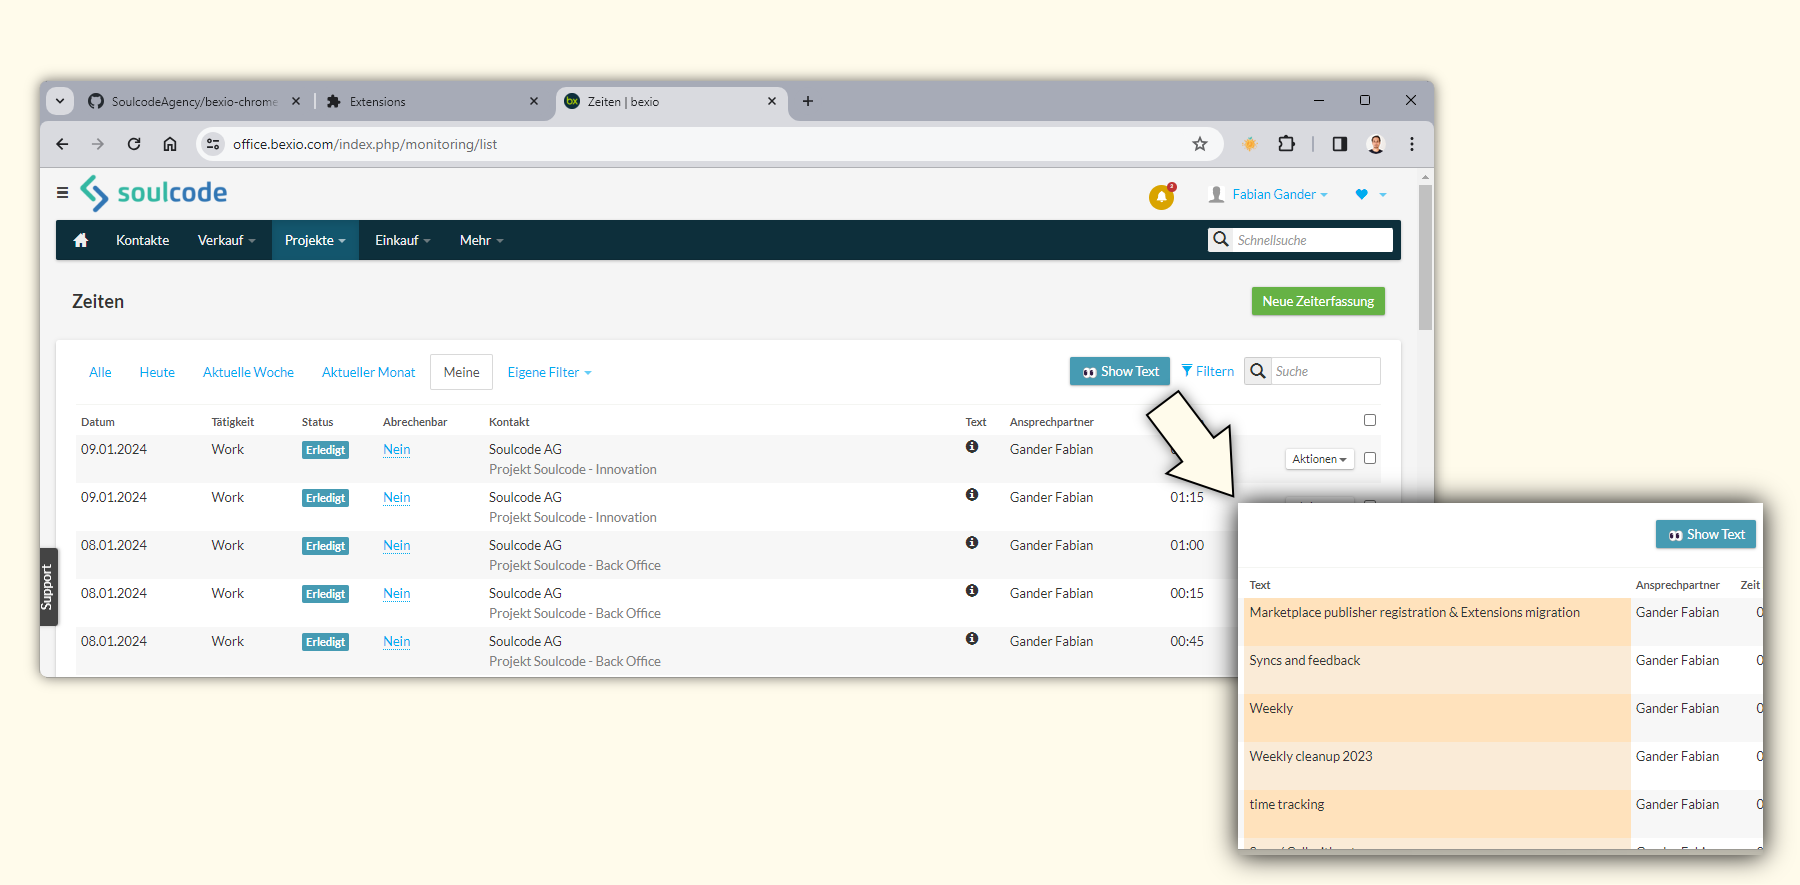 SoulcodeAgency/bexio-chrome
Extensions
Zeiten | bexio
office.bexio.com/index.php/monitoring/list
soulcode
3
Fabian Gander
Kontakte Verkauf Projekte Einkauf Mehr Schnellsuche
Zeiten
Neue Zeiterfassung
Alle Heute Aktuelle Woche Aktueller Monat Meine Eigene Filter Show Text Filtern Suche
Datum Tätigkeit Status Abrechenbar Kontakt Text Ansprechpartner
09.01.2024 Work Erledigt Nein Soulcode AG Gander Fabian
Projekt Soulcode - Innovation
Aktionen
09.01.2024 Work Erledigt Nein Soulcode AG Gander Fabian 01:15
Projekt Soulcode - Innovation
08.01.2024 Work Erledigt Nein Soulcode AG Gander Fabian 01:00
Projekt Soulcode - Back Office
08.01.2024 Work Erledigt Nein Soulcode AG Gander Fabian 00:15
Projekt Soulcode - Back Office
08.01.2024 Work Erledigt Nein Soulcode AG Gander Fabian 00:45
Projekt Soulcode - Back Office
Support
Show Text
Text Ansprechpartner Zeit
Marketplace publisher registration & Extensions migration Gander Fabian 0
Syncs and feedback Gander Fabian 0
Weekly Gander Fabian 0
Weekly cleanup 2023 Gander Fabian 0
time tracking Gander Fabian 0